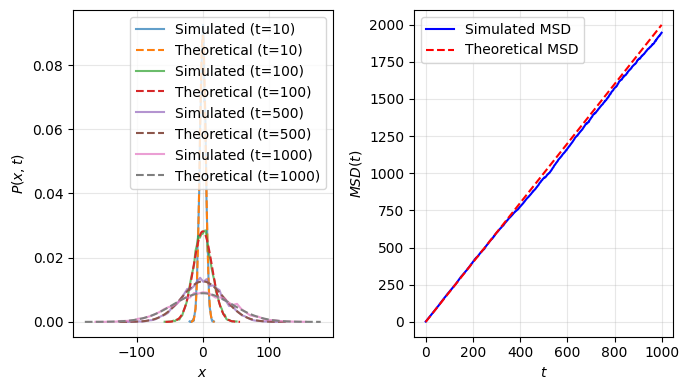 Simulated (t=10)
Theoretical (t=10)
Simulated (t=100)
Theoretical (t=100)
Simulated (t=500)
Theoretical (t=500)
Simulated (t=1000)
Theoretical (t=1000)
0.08
0.06
0.04
0.02
0.00
P(x, t)
−100
0
100
x
Simulated MSD
Theoretical MSD
2000
1750
1500
1250
1000
750
500
250
0
MSD(t)
0
200
400
600
800
1000
t